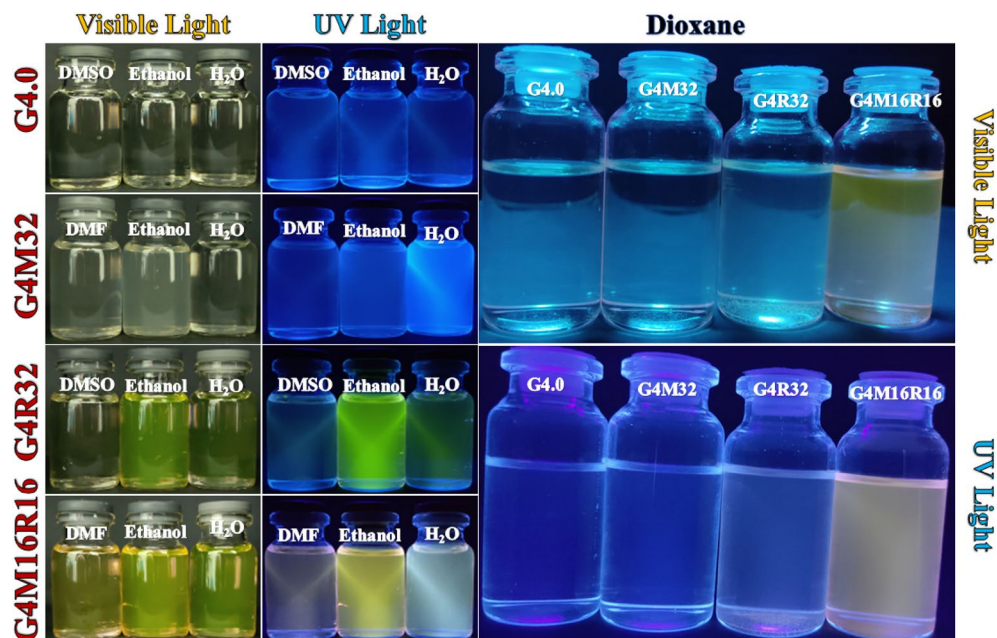 Visible Light
UV Light
Dioxane
G4.0
DMSO
Ethanol
H₂O
DMSO
Ethanol
H₂O
G4.0
G4M32
G4R32
G4M16R16
Visible Light
G4M32
DMF
Ethanol
H₂O
DMF
Ethanol
H₂O
G4R32
DMSO
Ethanol
H₂O
DMSO
Ethanol
H₂O
G4.0
G4M32
G4R32
G4M16R16
UV Light
G4M16R16
DMF
Ethanol
H₂O
DMF
Ethanol
H₂O